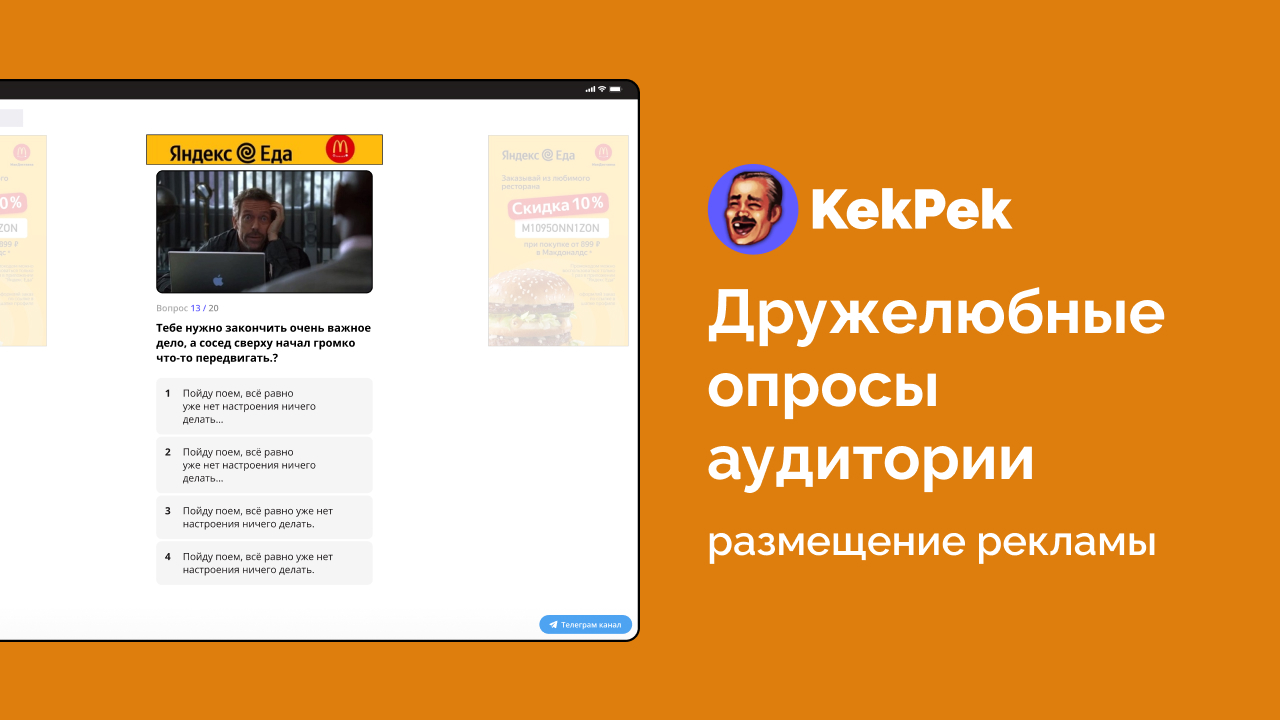 Яндекс Еда
Вопрос 13 / 20
Тебе нужно закончить очень важное
дело, а сосед сверху начал громко
что-то передвигать.?
1 Пойду поем, всё равно
уже нет настроения ничего
делать...
2 Пойду поем, всё равно
уже нет настроения ничего
делать...
3 Пойду поем, всё равно уже нет
настроения ничего делать.
4 Пойду поем, всё равно уже нет
настроения ничего делать.
0%
ZON
Яндекс Еда
Заказывай из любимого
ресторана
Скидка 10%
M1095ONN1ZON
при покупке от 599 ₽
в Макдоналдс
Телеграм канал
KekPek
Дружелюбные
опросы
аудитории
размещение рекламы